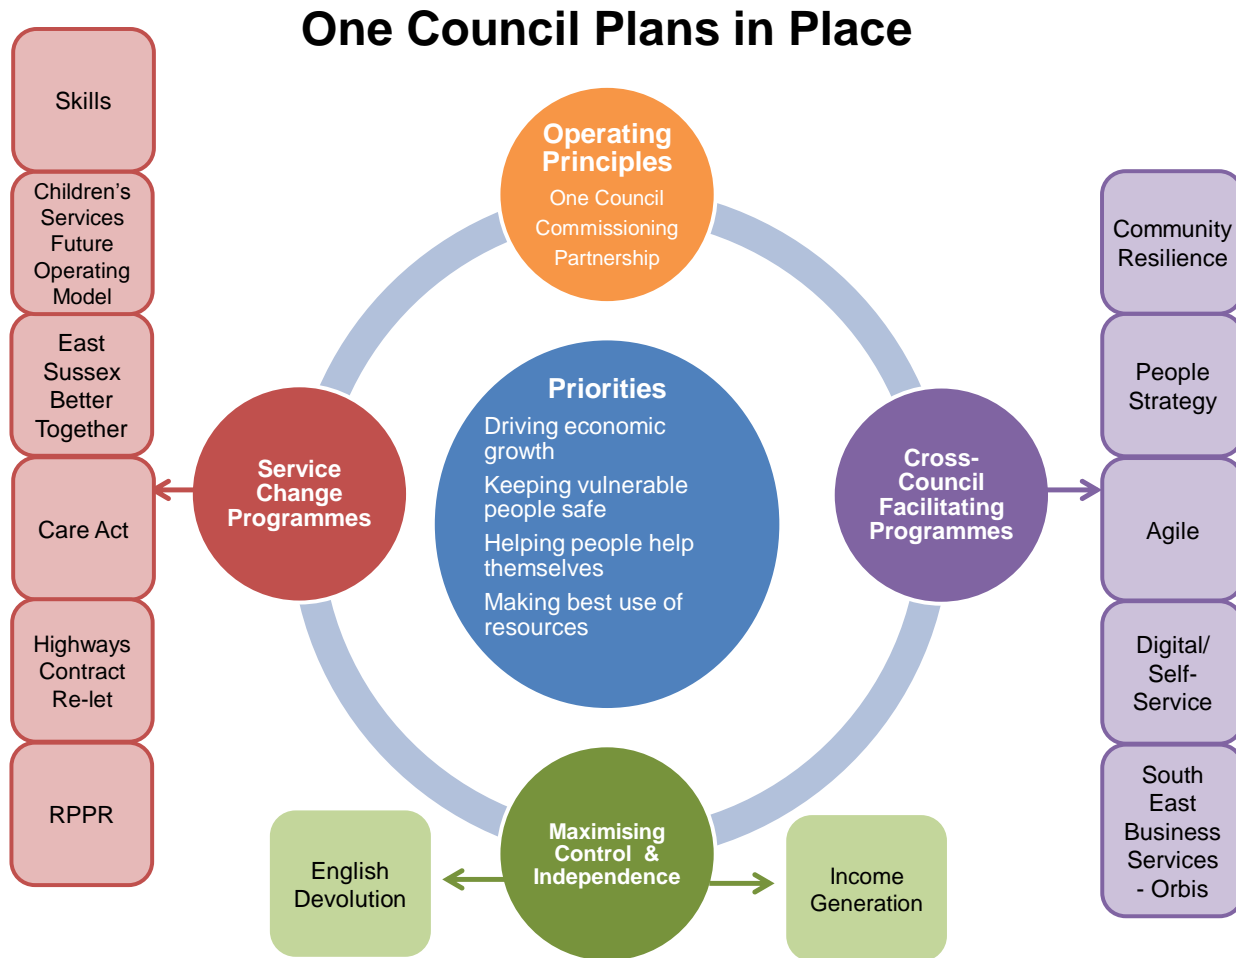 One Council Plans in Place
Skills
Children's
Services
Future
Operating
Model
East
Sussex
Better
Together
Care Act
Highways
Contract
Re-let
RPPR
Operating
Principles
One Council
Commissioning
Partnership
Service
Change
Programmes
Priorities
Driving economic
growth
Keeping vulnerable
people safe
Helping people help
themselves
Making best use of
resources
Cross-
Council
Facilitating
Programmes
Maximising
Control &
Independence
English
Devolution
Income
Generation
Community
Resilience
People
Strategy
Agile
Digital/
Self-
Service
South
East
Business
Services
- Orbis